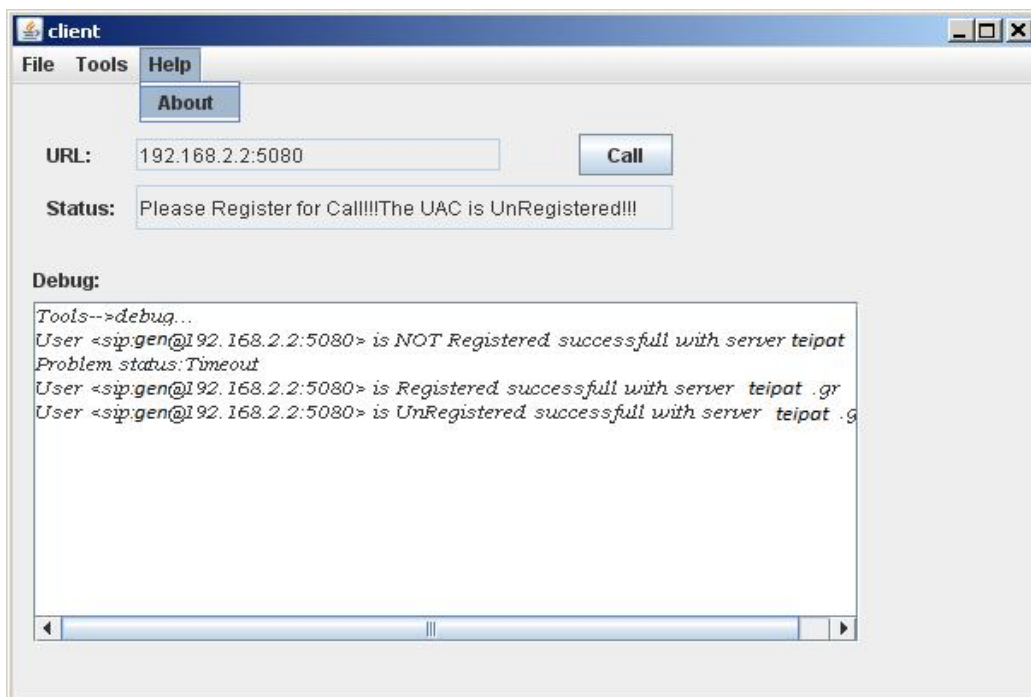 client
File Tools Help
About
URL: 192.168.2.2:5080 Call
Status: Please Register for Call!!!The UAC is UnRegistered!!!
Debug:
Tools-->debug...
User <sip:gen@192.168.2.2:5080> is NOT Registered successfull with server teipat
Problem status:Timeout
User <sip:gen@192.168.2.2:5080> is Registered successfull with server teipat .gr
User <sip:gen@192.168.2.2:5080> is UnRegistered successfull with server teipat .g